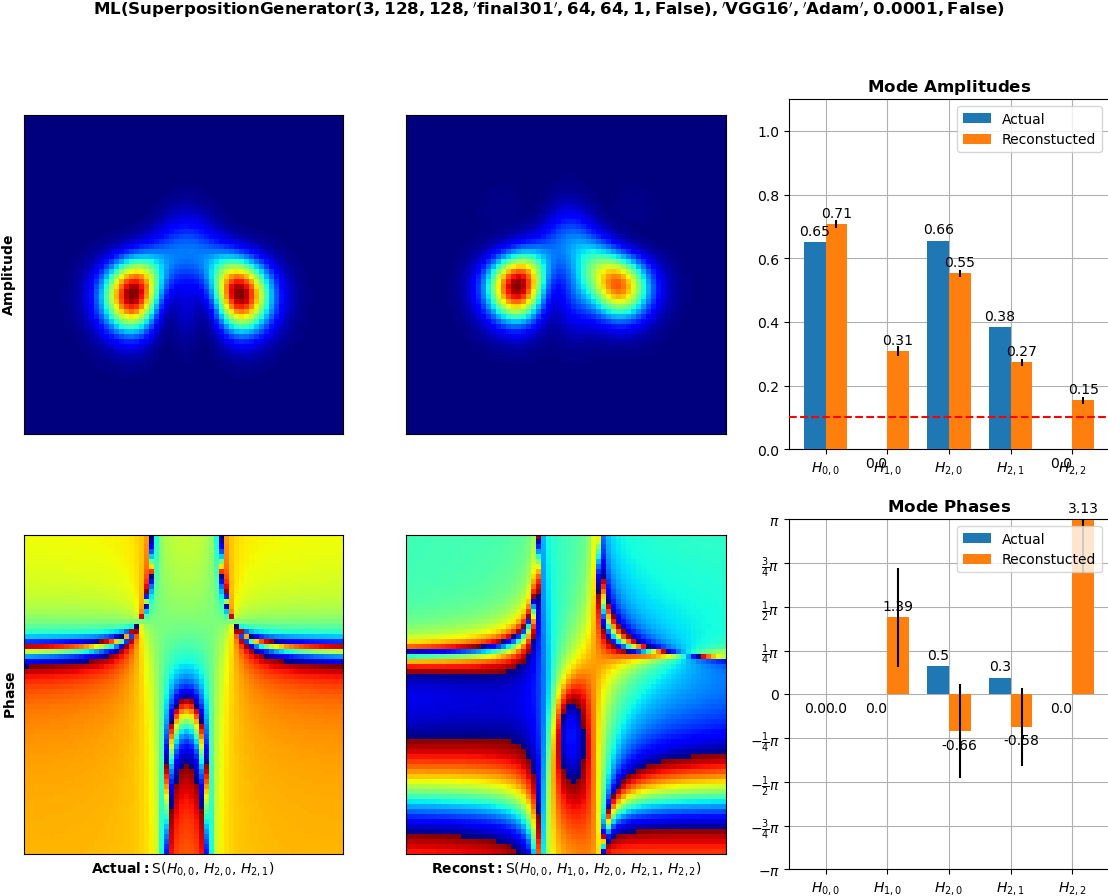 ML(SuperpositionGenerator(3, 128, 128, ′final301′, 64, 64, 1, False), ′VGG16′, ′Adam′, 0.0001, False)
Amplitude
Mode Amplitudes
Actual
Reconstucted
1.0
0.8
0.6
0.4
0.2
0.0
0.65
0.71
0.0
0.31
0.66
0.55
0.38
0.27
0.0
0.15
H0,0
H1,0
H2,0
H2,1
H2,2
Phase
Actual: S(H0,0, H2,0, H2,1)
Reconst: S(H0,0, H1,0, H2,0, H2,1, H2,2)
Mode Phases
Actual
Reconstucted
π
3/4π
1/2π
1/4π
0
−1/4π
−1/2π
−3/4π
−π
0.0
0.0
0.0
1.39
0.5
-0.66
0.3
-0.58
0.0
3.13
H0,0
H1,0
H2,0
H2,1
H2,2